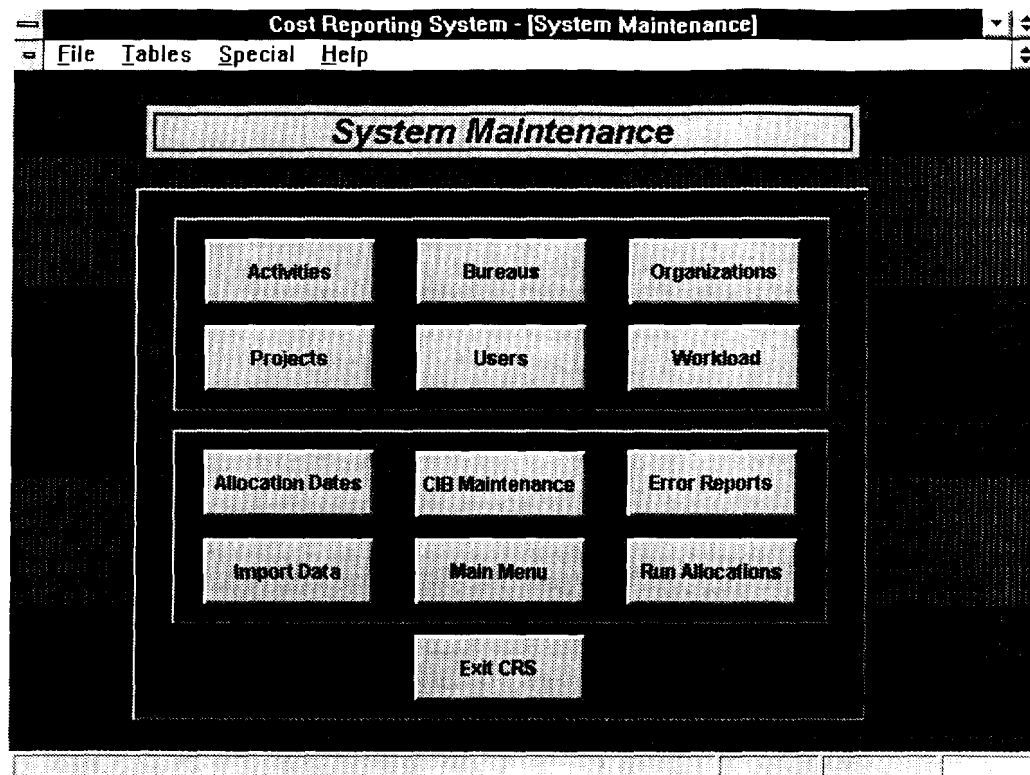 Cost Reporting System - [System Maintenance]
File Tables Special Help
System Maintenance
Activities Bureaus Organizations
Projects Users Workload
Allocation Dates CIB Maintenance Error Reports
Import Data Main Menu Run Allocations
Exit CRS